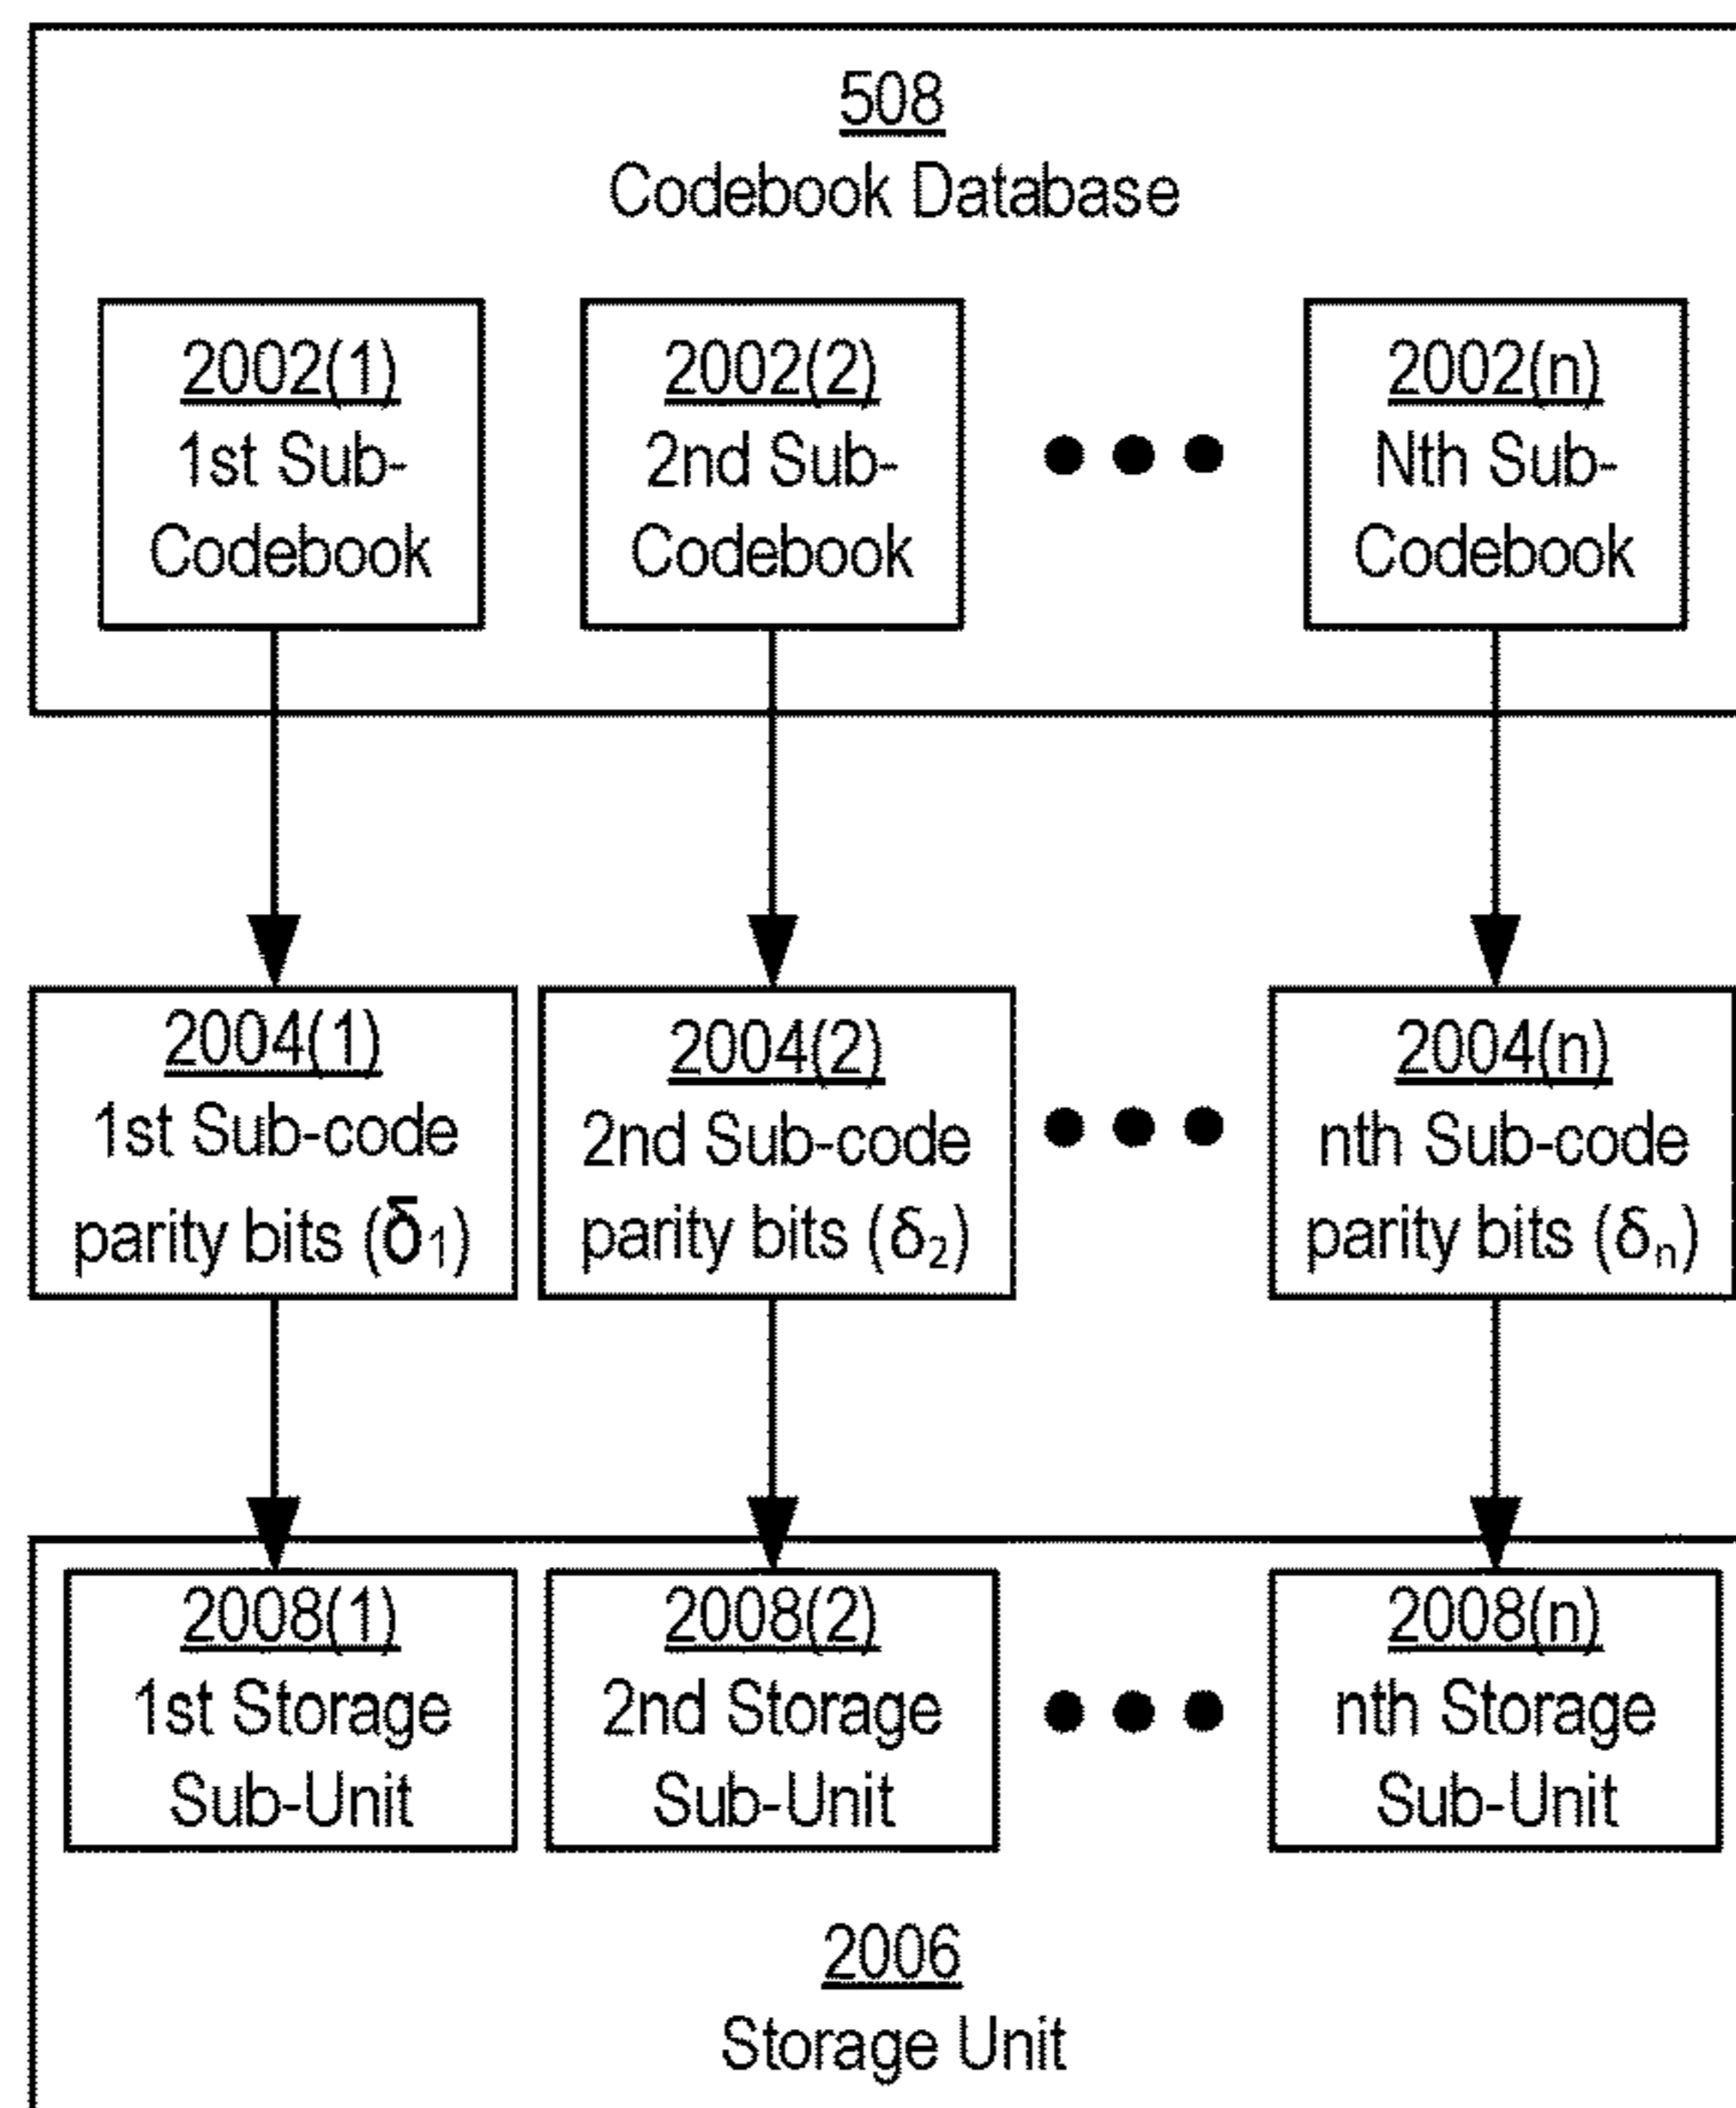 508
Codebook Database
2002(1)
1st Sub-
Codebook
2002(2)
2nd Sub-
Codebook
2002(n)
Nth Sub-
Codebook
2004(1)
1st Sub-code
parity bits (δ₁)
2004(2)
2nd Sub-code
parity bits (δ₂)
2004(n)
nth Sub-code
parity bits (δₙ)
2008(1)
1st Storage
Sub-Unit
2008(2)
2nd Storage
Sub-Unit
2008(n)
nth Storage
Sub-Unit
2006
Storage Unit